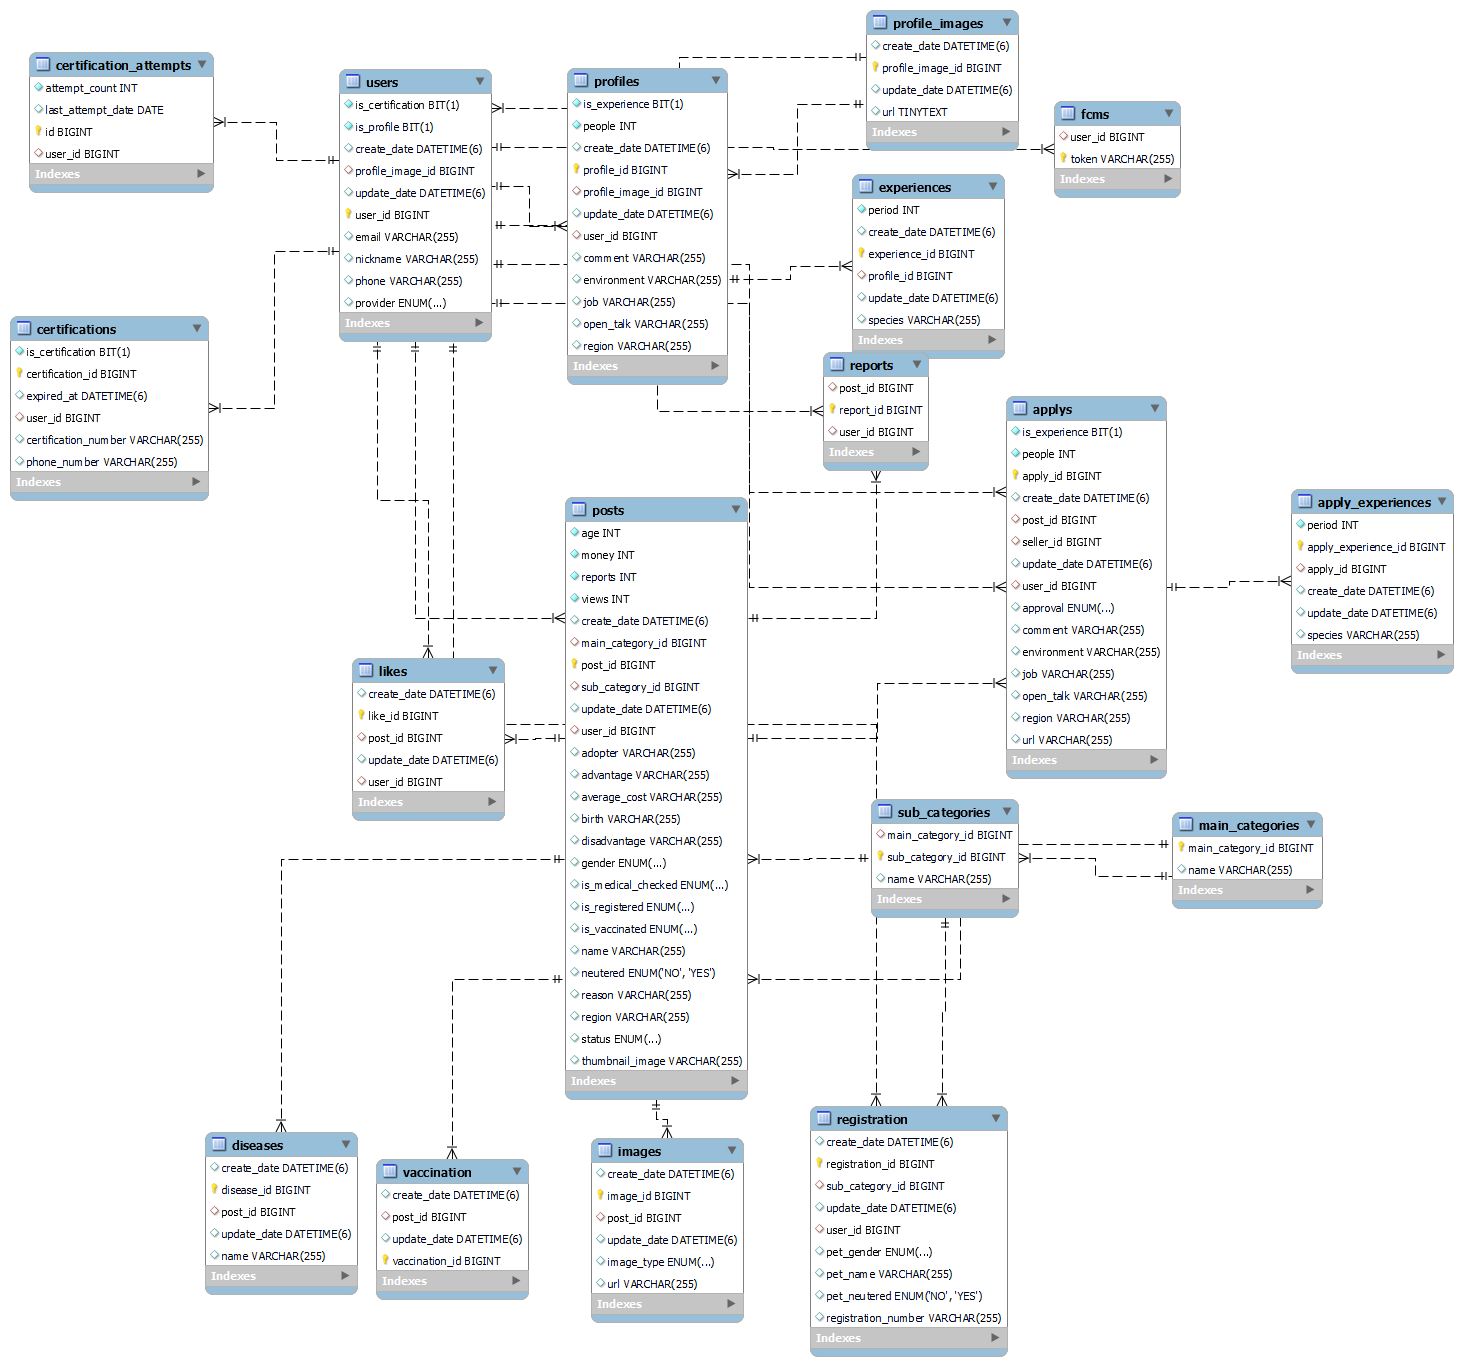 certification_attempts
attempt_count INT
last_attempt_date DATE
id BIGINT
user_id BIGINT
Indexes
users
is_certification BIT(1)
is_profile BIT(1)
create_date DATETIME(6)
profile_image_id BIGINT
update_date DATETIME(6)
user_id BIGINT
email VARCHAR(255)
nickname VARCHAR(255)
phone VARCHAR(255)
provider ENUM(...)
Indexes
profiles
is_experience BIT(1)
people INT
create_date DATETIME(6)
profile_id BIGINT
profile_image_id BIGINT
update_date DATETIME(6)
user_id BIGINT
comment VARCHAR(255)
environment VARCHAR(255)
job VARCHAR(255)
open_talk VARCHAR(255)
region VARCHAR(255)
Indexes
profile_images
create_date DATETIME(6)
profile_image_id BIGINT
update_date DATETIME(6)
url TINYTEXT
Indexes
fcms
user_id BIGINT
token VARCHAR(255)
Indexes
experiences
period INT
create_date DATETIME(6)
experience_id BIGINT
profile_id BIGINT
update_date DATETIME(6)
species VARCHAR(255)
Indexes
certifications
is_certification BIT(1)
certification_id BIGINT
expired_at DATETIME(6)
user_id BIGINT
certification_number VARCHAR(255)
phone_number VARCHAR(255)
Indexes
reports
post_id BIGINT
report_id BIGINT
user_id BIGINT
Indexes
applys
is_experience BIT(1)
people INT
apply_id BIGINT
create_date DATETIME(6)
post_id BIGINT
seller_id BIGINT
update_date DATETIME(6)
user_id BIGINT
approval ENUM(...)
comment VARCHAR(255)
environment VARCHAR(255)
job VARCHAR(255)
open_talk VARCHAR(255)
region VARCHAR(255)
url VARCHAR(255)
Indexes
apply_experiences
period INT
apply_experience_id BIGINT
apply_id BIGINT
create_date DATETIME(6)
update_date DATETIME(6)
species VARCHAR(255)
Indexes
posts
age INT
money INT
reports INT
views INT
create_date DATETIME(6)
main_category_id BIGINT
post_id BIGINT
sub_category_id BIGINT
update_date DATETIME(6)
user_id BIGINT
adopter VARCHAR(255)
advantage VARCHAR(255)
average_cost VARCHAR(255)
birth VARCHAR(255)
disadvantage VARCHAR(255)
gender ENUM(...)
is_medical_checked ENUM(...)
is_registered ENUM(...)
is_vaccinated ENUM(...)
name VARCHAR(255)
neutered ENUM('NO', 'YES')
reason VARCHAR(255)
region VARCHAR(255)
status ENUM(...)
thumbnail_image VARCHAR(255)
Indexes
likes
create_date DATETIME(6)
like_id BIGINT
post_id BIGINT
update_date DATETIME(6)
user_id BIGINT
Indexes
sub_categories
main_category_id BIGINT
sub_category_id BIGINT
name VARCHAR(255)
Indexes
main_categories
main_category_id BIGINT
name VARCHAR(255)
Indexes
diseases
create_date DATETIME(6)
disease_id BIGINT
post_id BIGINT
update_date DATETIME(6)
name VARCHAR(255)
Indexes
vaccination
create_date DATETIME(6)
post_id BIGINT
update_date DATETIME(6)
vaccination_id BIGINT
Indexes
images
create_date DATETIME(6)
image_id BIGINT
post_id BIGINT
update_date DATETIME(6)
image_type ENUM(...)
url VARCHAR(255)
Indexes
registration
create_date DATETIME(6)
registration_id BIGINT
sub_category_id BIGINT
update_date DATETIME(6)
user_id BIGINT
pet_gender ENUM(...)
pet_name VARCHAR(255)
pet_neutered ENUM('NO', 'YES')
registration_number VARCHAR(255)
Indexes